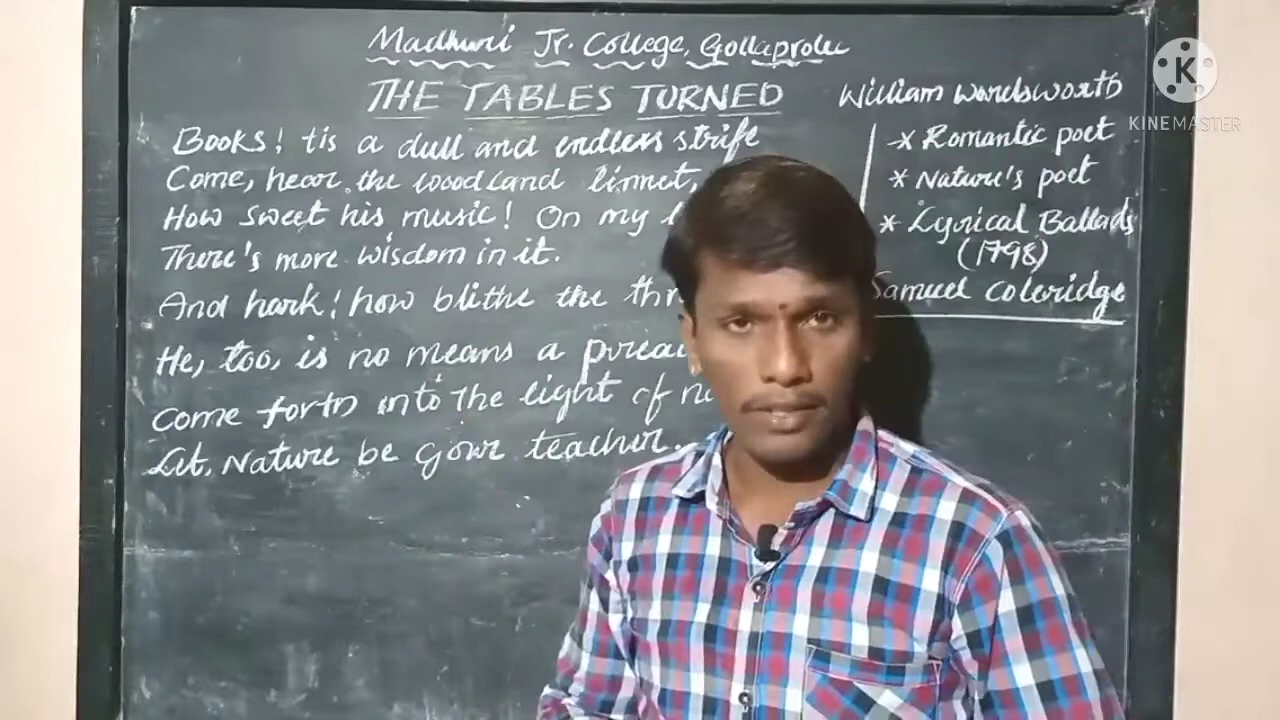 Madhuri Jr. College, Gollaprolu
THE TABLES TURNED
William Wordsworth
* Romantic poet
* Nature's poet
* Lyrical Ballads
(1798)
Samuel Coleridge
Books! tis a dull and endless strife
Come, hear the woodland linnet,
How sweet his music! On my
There's more wisdom in it.
And hark! how blithe the thr
He, too, is no means a preac
Come forth into the light of
Let, Nature be your teacher.
K
KINEMASTER